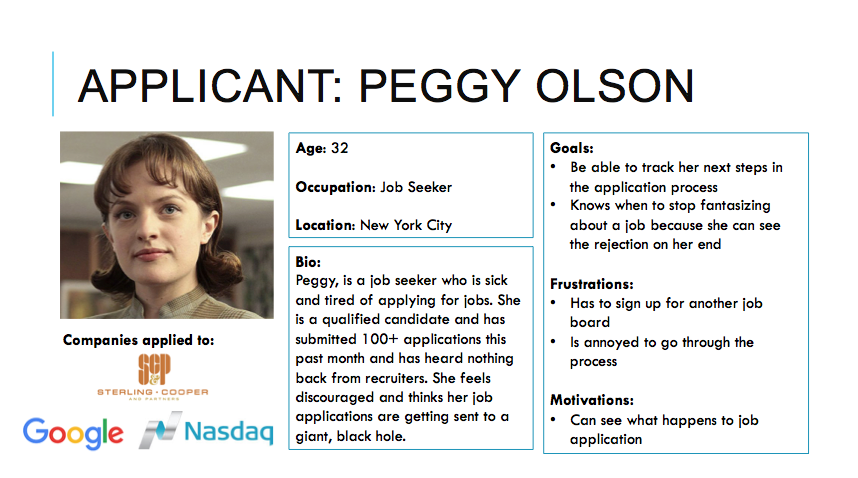 APPLICANT: PEGGY OLSON
Age: 32
Occupation: Job Seeker
Location: New York City
Bio:
Peggy, is a job seeker who is sick
and tired of applying for jobs. She
is a qualified candidate and has
submitted 100+ applications this
past month and has heard nothing
back from recruiters. She feels
discouraged and thinks her job
applications are getting sent to a
giant, black hole.
Goals:
• Be able to track her next steps in
the application process
• Knows when to stop fantasizing
about a job because she can see
the rejection on her end
Frustrations:
• Has to sign up for another job
board
• Is annoyed to go through the
process
Motivations:
• Can see what happens to job
application
Companies applied to:
SC&P
STERLING·COOPER
AND PARTNERS
Google
Nasdaq